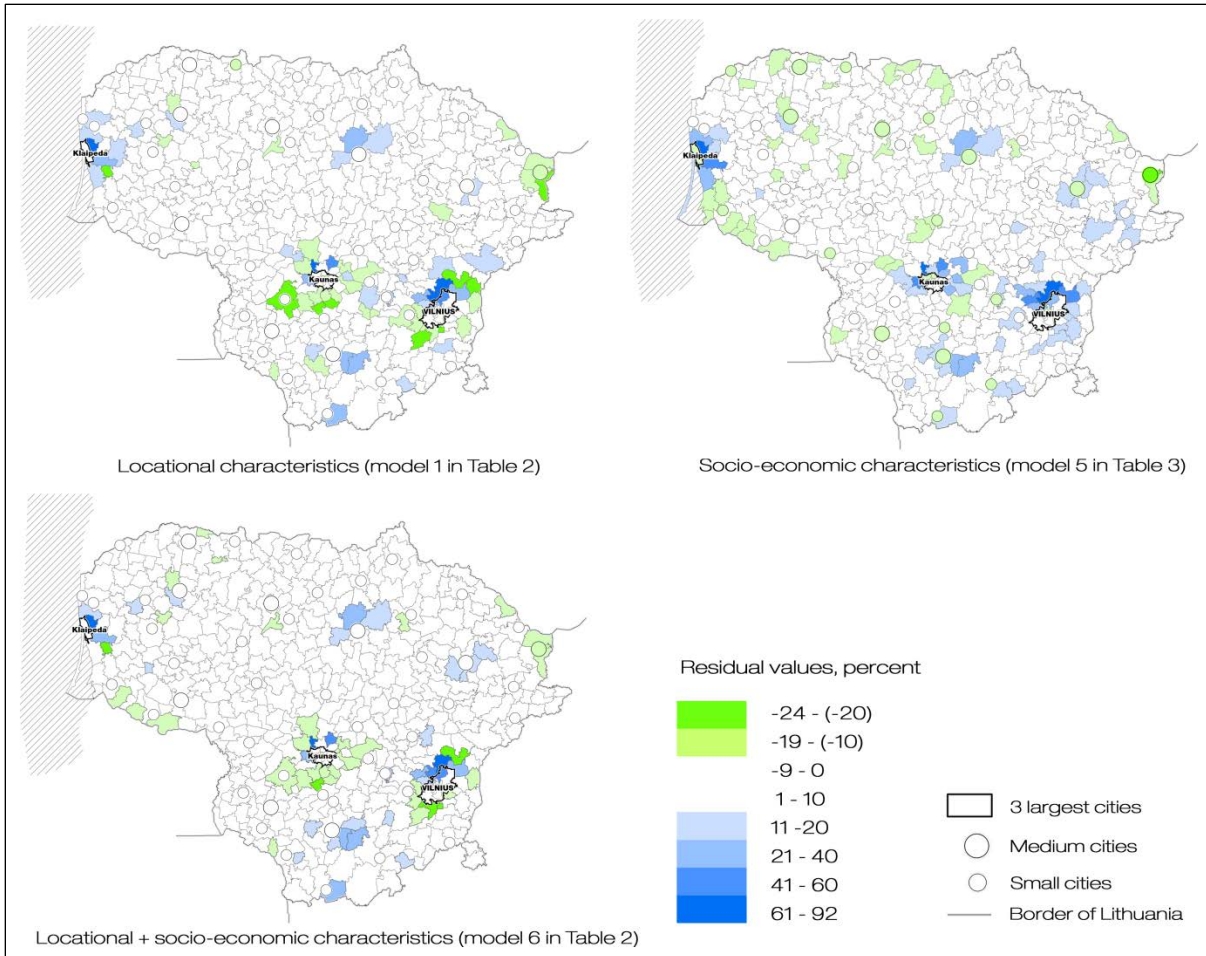 Klaipeda
Kaunas
VILNIUS
Locational characteristics (model 1 in Table 2)
Klaipeda
Kaunas
VILNIUS
Socio-economic characteristics (model 5 in Table 3)
Klaipeda
Kaunas
VILNIUS
Locational + socio-economic characteristics (model 6 in Table 2)
Residual values, percent
-24 - (-20)
-19 - (-10)
-9 - 0
1 - 10
11 -20
21 - 40
41 - 60
61 - 92
3 largest cities
Medium cities
Small cities
Border of Lithuania